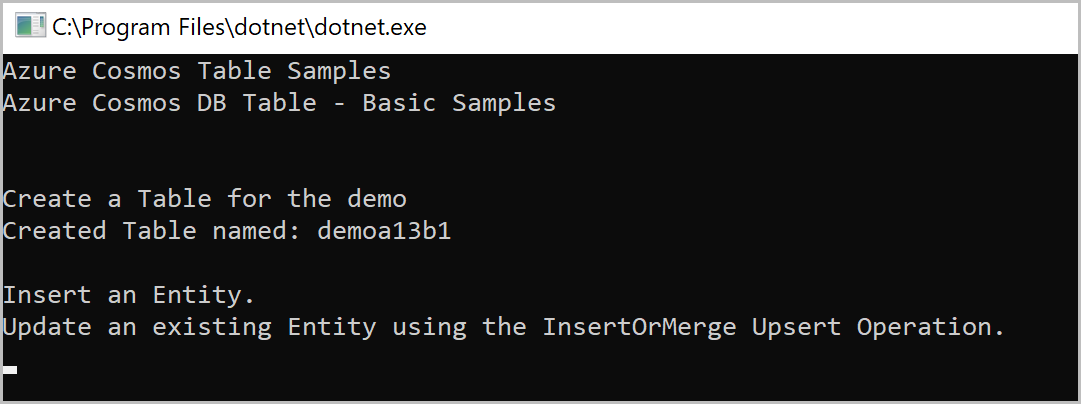 C:\Program Files\dotnet\dotnet.exe
Azure Cosmos Table Samples
Azure Cosmos DB Table - Basic Samples
Create a Table for the demo
Created Table named: demoa13b1
Insert an Entity.
Update an existing Entity using the InsertOrMerge Upsert Operation.